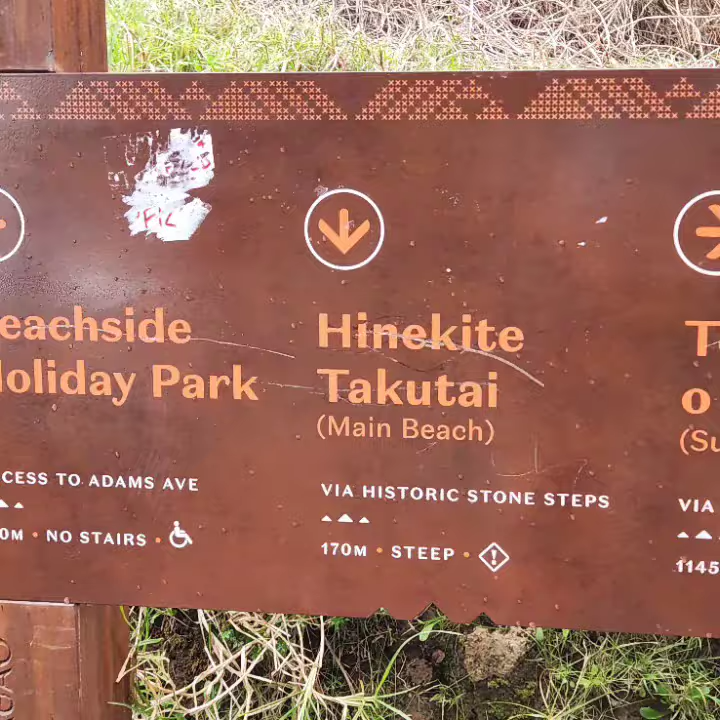 eachside
oliday Park
CESS TO ADAMS AVE
0M • NO STAIRS •
Hinekite
Takutai
(Main Beach)
VIA HISTORIC STONE STEPS
170M • STEEP •
o
(Su
VIA
1145